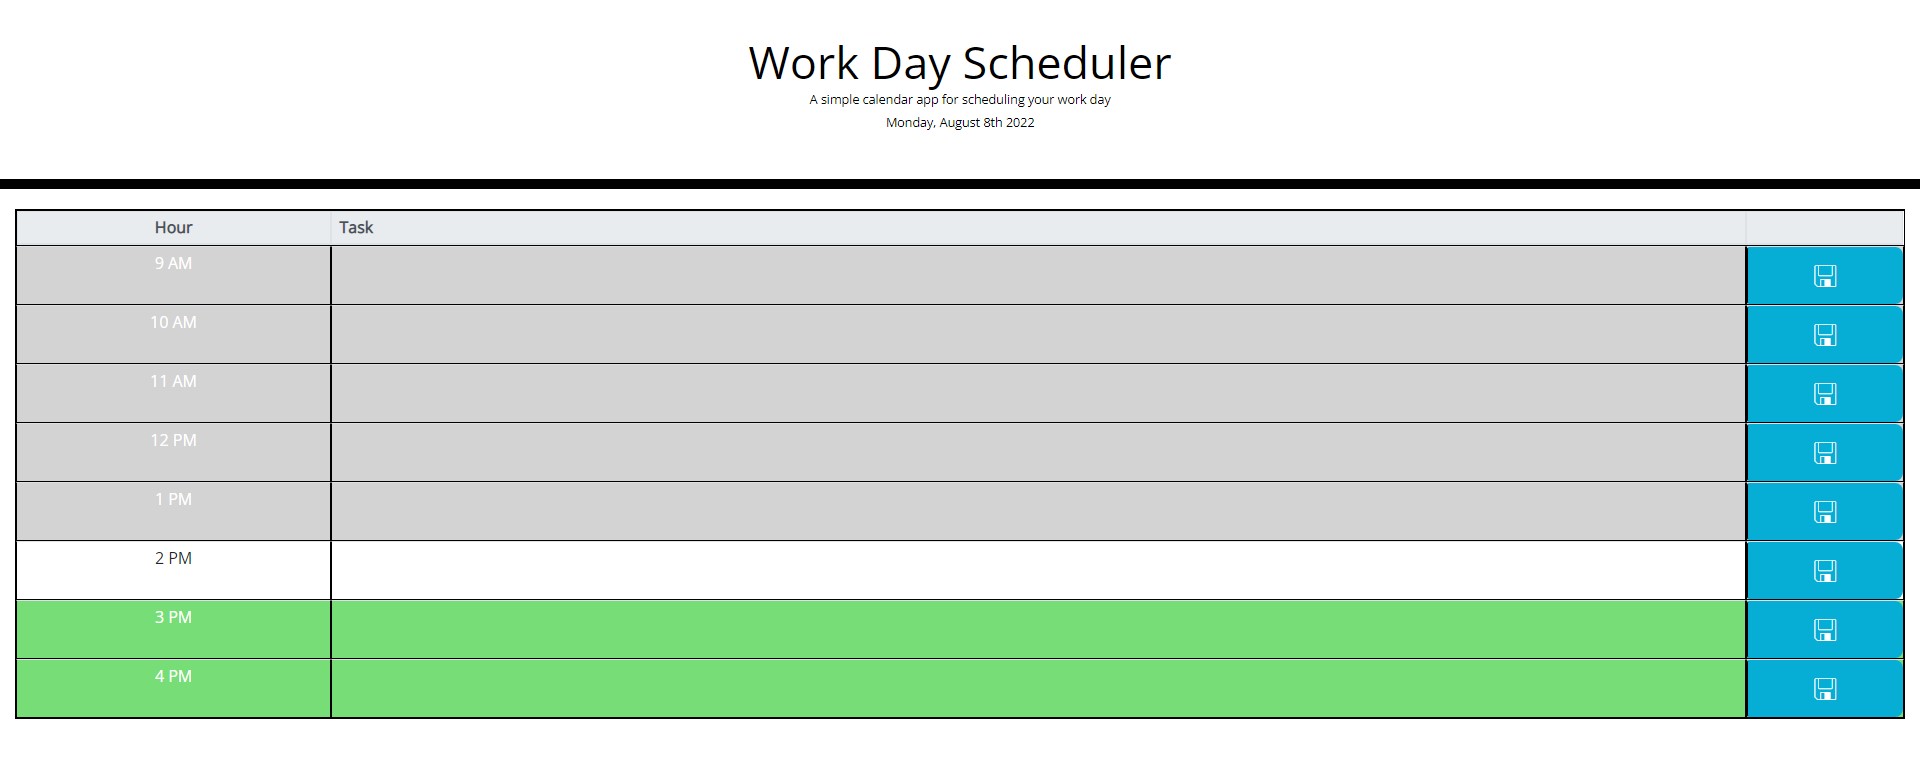 Work Day Scheduler
A simple calendar app for scheduling your work day
Monday, August 8th 2022
Hour Task
9 AM
10 AM
11 AM
12 PM
1 PM
2 PM
3 PM
4 PM